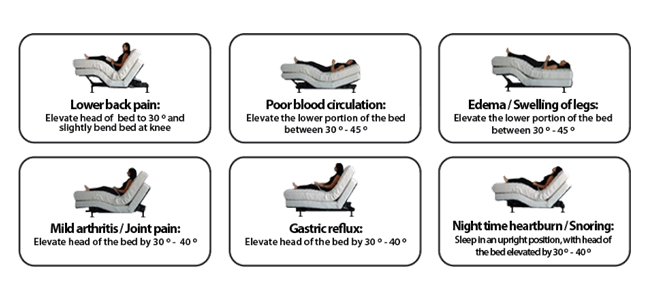 Lower back pain:
Elevate head of bed to 30 º and
slightly bend bed at knee
Poor blood circulation:
Elevate the lower portion of the bed
between 30 º - 45 º
Edema / Swelling of legs:
Elevate the lower portion of the bed
between 30 º - 45º
Mild arthritis / Joint pain:
Elevate head of the bed by 30 º - 40 º
Gastric reflux:
Elevate head of the bed by 30 º - 40 º
Night time heartburn / Snoring:
Sleep in an upright position, with head of
the bed elevated by 30 º - 40 º